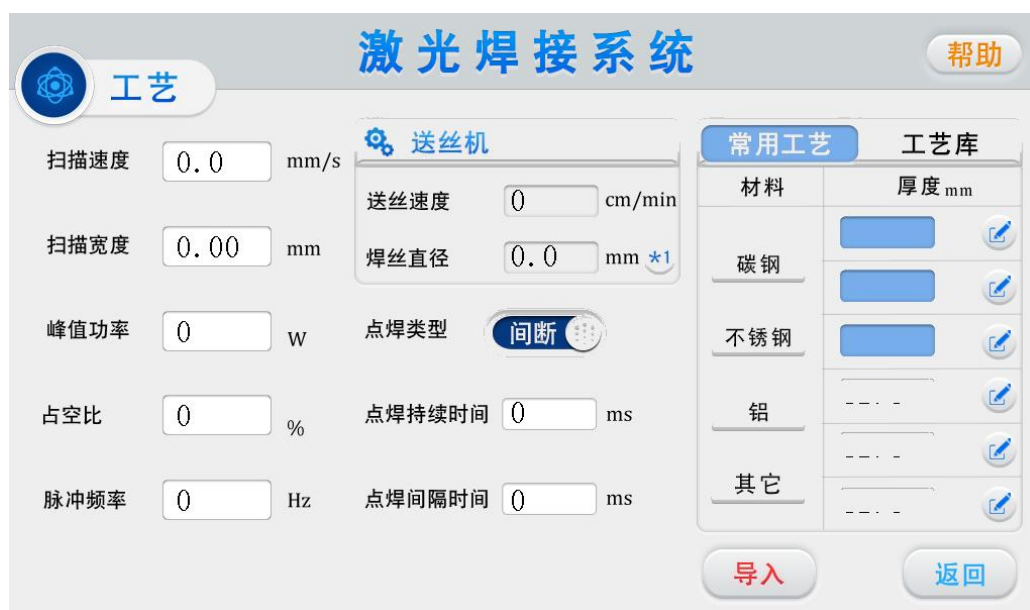 激光焊接系统
帮助
工艺
扫描速度 0.0 mm/s
扫描宽度 0.00 mm
峰值功率 0 W
占空比 0 %
脉冲频率 0 Hz
送丝机
送丝速度 0 cm/min
焊丝直径 0.0 mm *1
点焊类型 间断
点焊持续时间 0 ms
点焊间隔时间 0 ms
常用工艺 工艺库
材料 厚度mm
碳钢
不锈钢
铝
其它
--.-
--.-
--.-
导入 返回